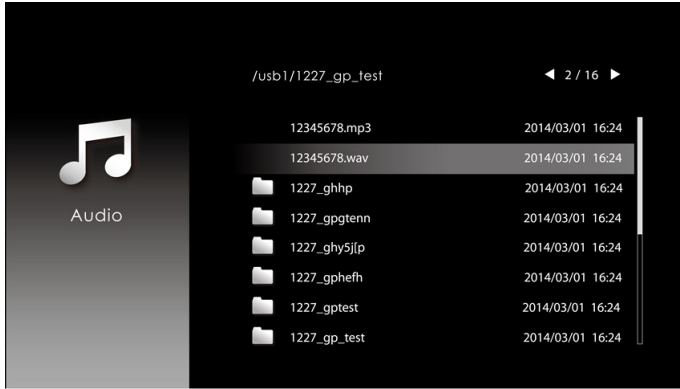 /usb1/1227_gp_test ◀ 2 / 16 ▶
12345678.mp3 2014/03/01 16:24
12345678.wav 2014/03/01 16:24
1227_ghhp 2014/03/01 16:24
Audio
1227_gpgtenn 2014/03/01 16:24
1227_ghy5j[p 2014/03/01 16:24
1227_gphefh 2014/03/01 16:24
1227_gptest 2014/03/01 16:24
1227_gp_test 2014/03/01 16:24